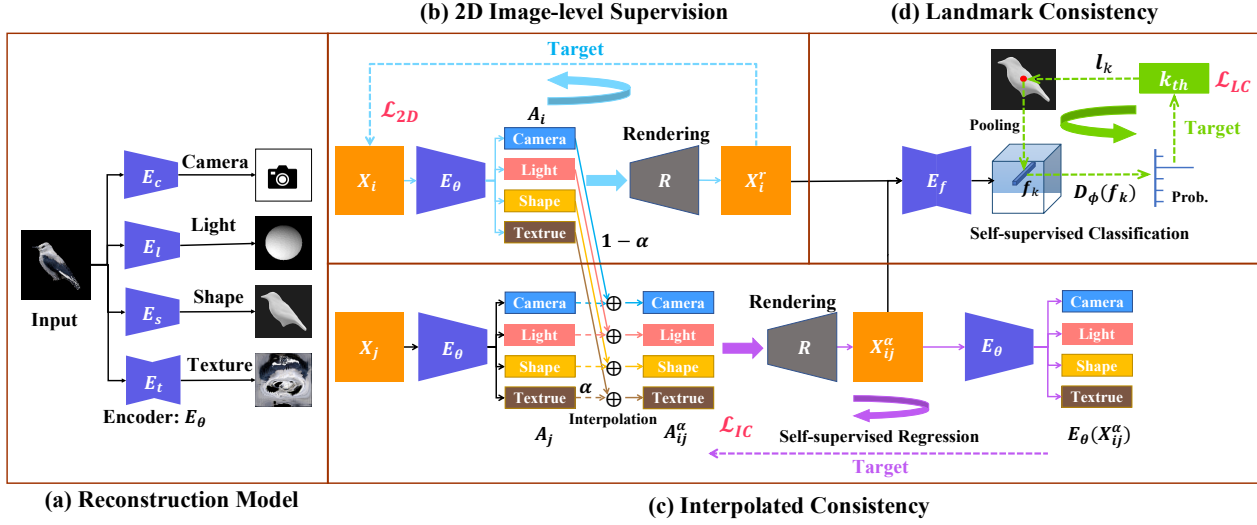 (b) 2D Image-level Supervision
(d) Landmark Consistency
Input
E_c
Camera
E_l
Light
E_s
Shape
E_t
Texture
Encoder: E_θ
(a) Reconstruction Model
Target
ℒ_2D
X_i
E_θ
A_i
Camera
Light
Shape
Textrue
Rendering
R
X_i^r
1 − α
l_k
k_th
ℒ_LC
Pooling
Target
E_f
f_k
D_ϕ(f_k)
Prob.
Self-supervised Classification
X_j
E_θ
Camera
Light
Shape
Textrue
A_j
α
Interpolation
Camera
Light
Shape
Textrue
A_ij^α
Rendering
R
X_ij^α
E_θ
Camera
Light
Shape
Textrue
E_θ(X_ij^α)
ℒ_IC
Self-supervised Regression
Target
(c) Interpolated Consistency